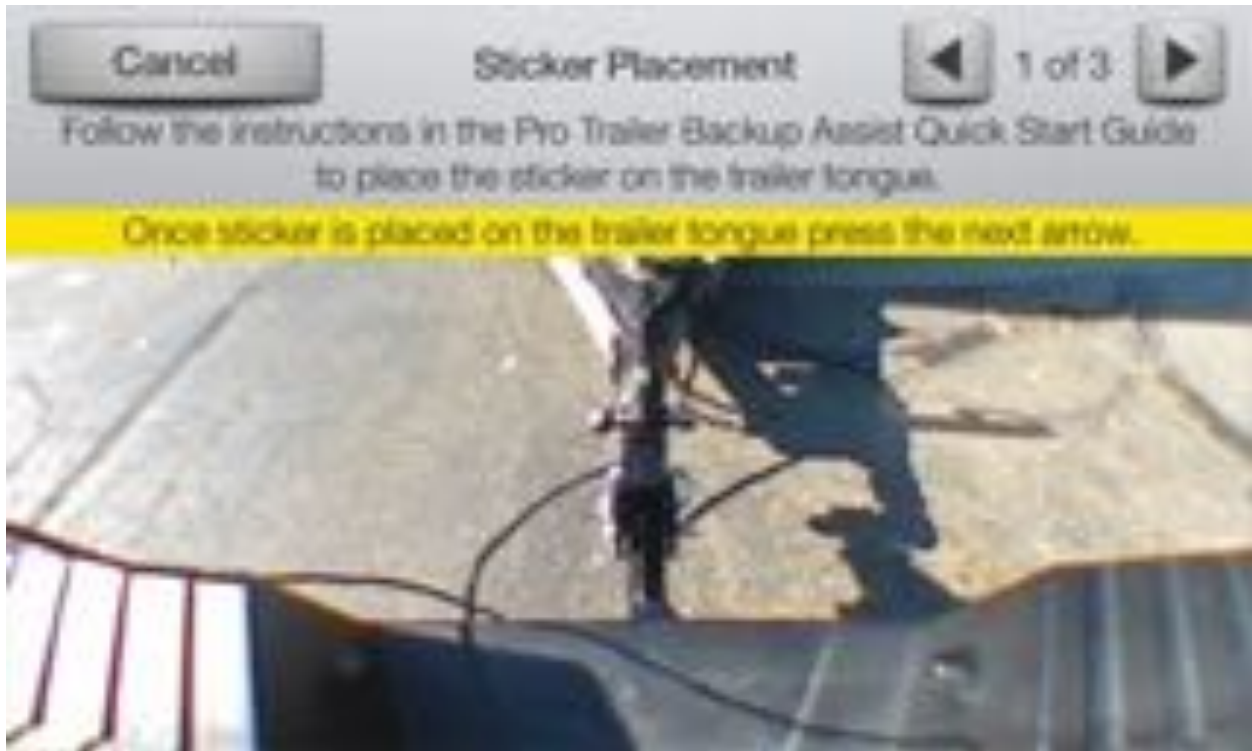 Cancel
Sticker Placement
1 of 3
Follow the instructions in the Pro Trailer Backup Assist Quick Start Guide
to place the sticker on the trailer tongue.
Once sticker is placed on the trailer tongue press the next arrow.